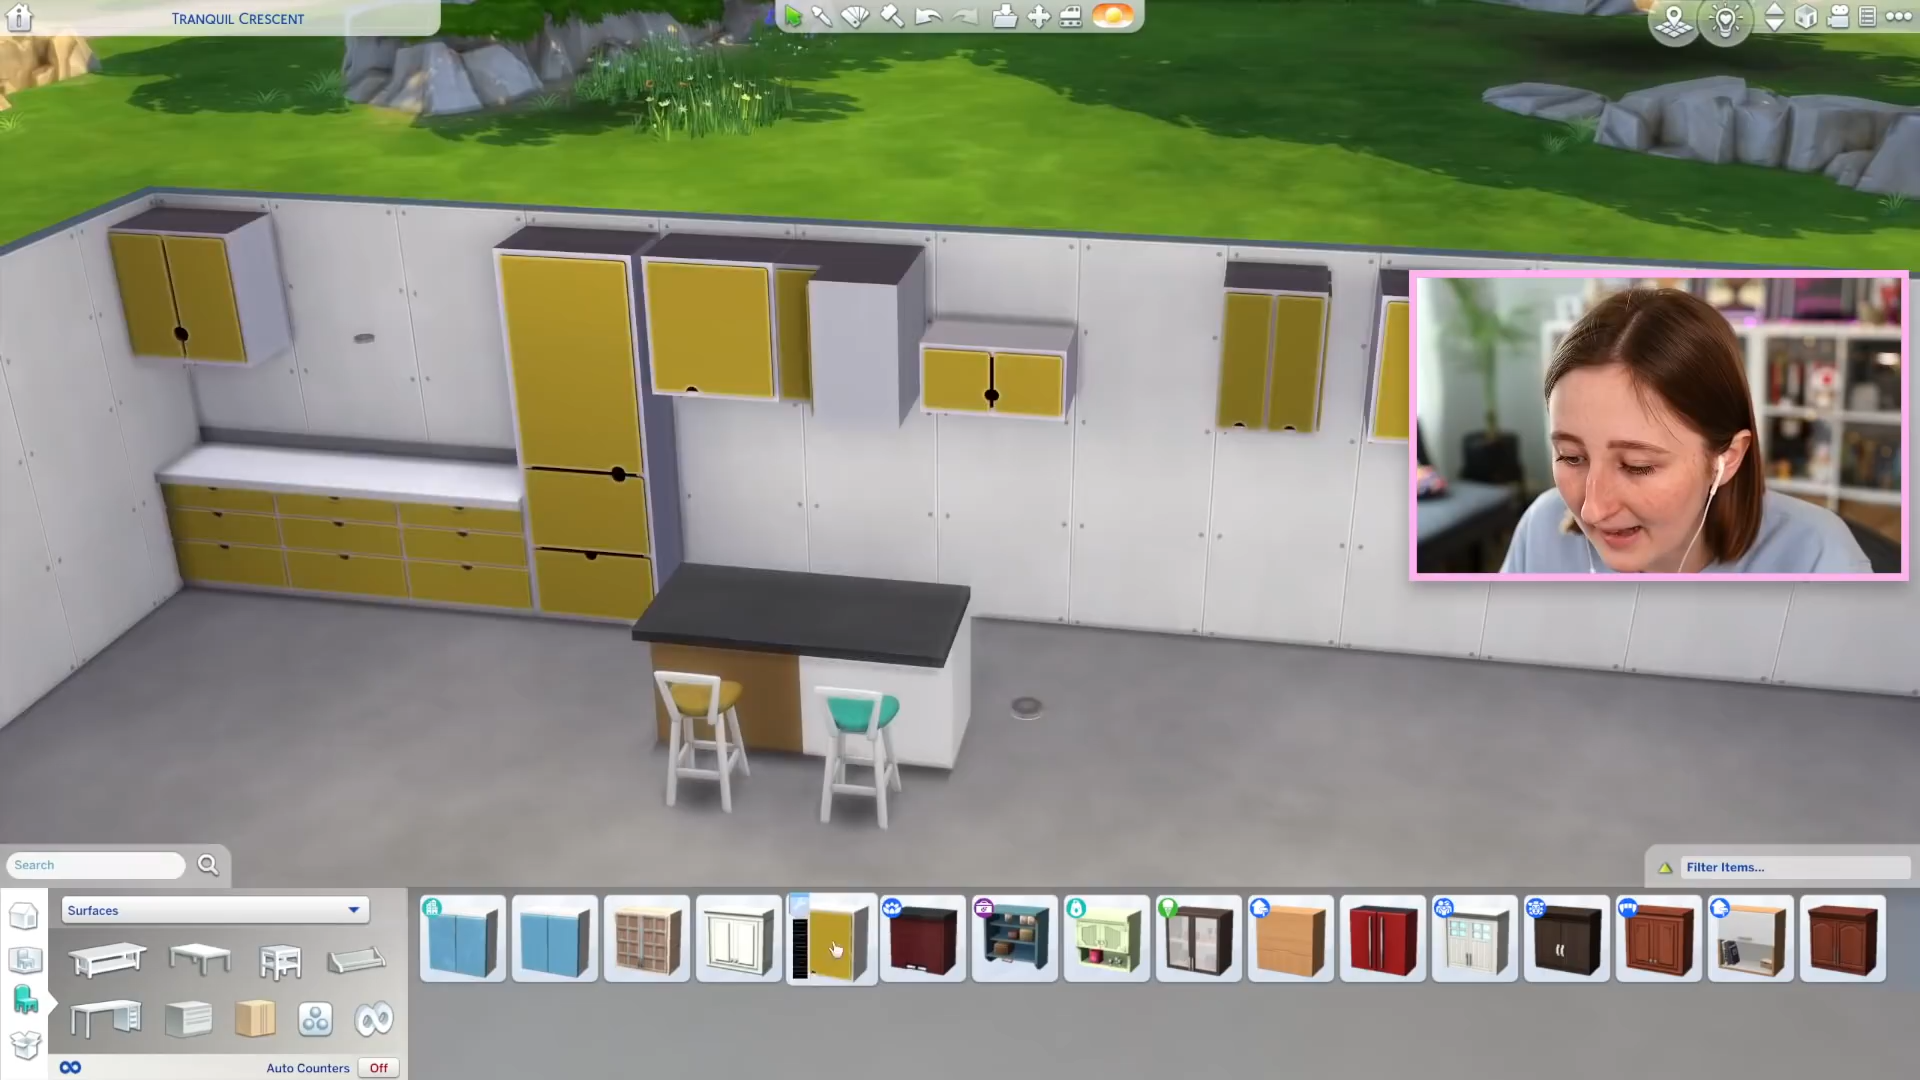 TRANQUIL CRESCENT
Search
Filter Items...
Surfaces
Auto Counters
Off